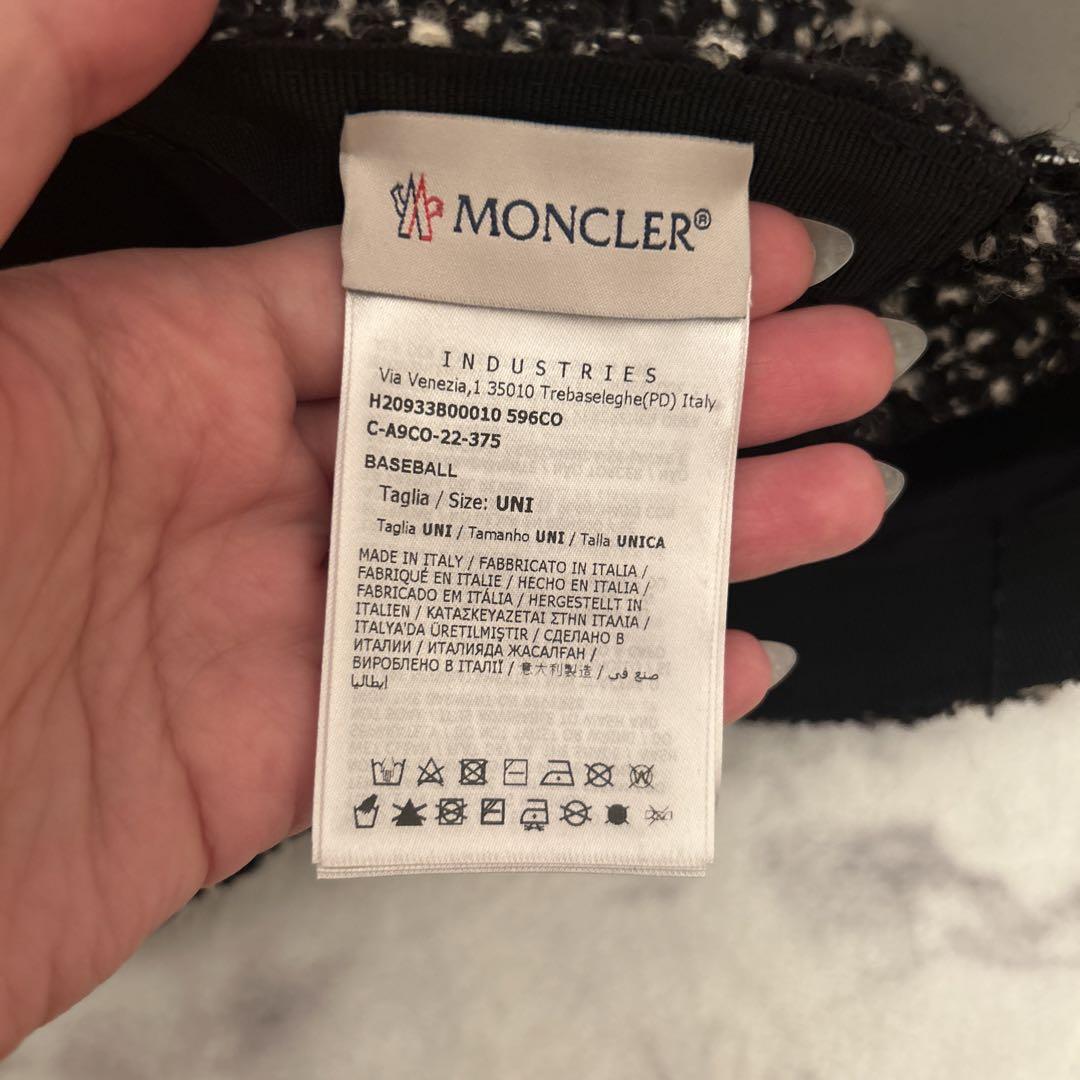 MONCLER®
INDUSTRIES
Via Venezia,1 35010 Trebaseleghe(PD) Italy
H20933B00010 596CO
C-A9CO-22-375
BASEBALL
Taglia / Size: UNI
Taglia UNI / Tamanho UNI / Talla UNICA
MADE IN ITALY / FABBRICATO IN ITALIA /
FABRIQUÉ EN ITALIE / HECHO EN ITALIA /
FABRICADO EM ITÁLIA / HERGESTELLT IN
ITALIEN / ΚΑΤΑΣΚΕΥΑΖΕΤΑΙ ΣΤΗΝ ΙΤΑΛΙΑ /
ITALYA'DA ÜRETILMIŞTIR / СДЕЛАНО В
ИТАЛИИ / ИТАЛИЯДА ЖАСАЛҒАН /
ВИРОБЛЕНО В ІТАЛІЇ / 意大利製造 / صنع في
إيطاليا